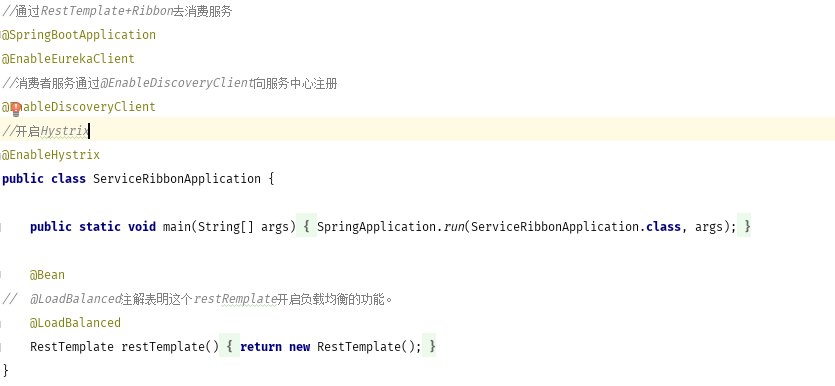 //通过RestTemplate+Ribbon去消费服务
@SpringBootApplication
@EnableEurekaClient
//消费者服务通过@EnableDiscoveryClient向服务中心注册
@EnableDiscoveryClient
//开启Hystrix
@EnableHystrix
public class ServiceRibbonApplication {
public static void main(String[] args) { SpringApplication.run(ServiceRibbonApplication.class, args); }
@Bean
// @LoadBalanced注解表明这个restRemplate开启负载均衡的功能。
@LoadBalanced
RestTemplate restTemplate() { return new RestTemplate(); }
}